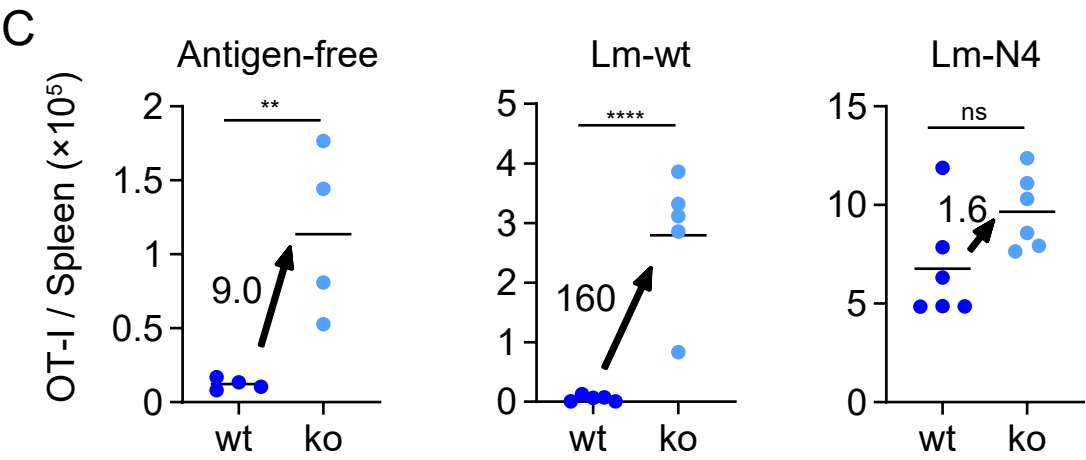 C
Antigen-free
Lm-wt
Lm-N4
OT-I / Spleen (×10⁵)
2
1.5
1
0.5
0
**
9.0
wt ko
5
4
3
2
1
0
****
160
wt ko
15
10
5
0
ns
1.6
wt ko